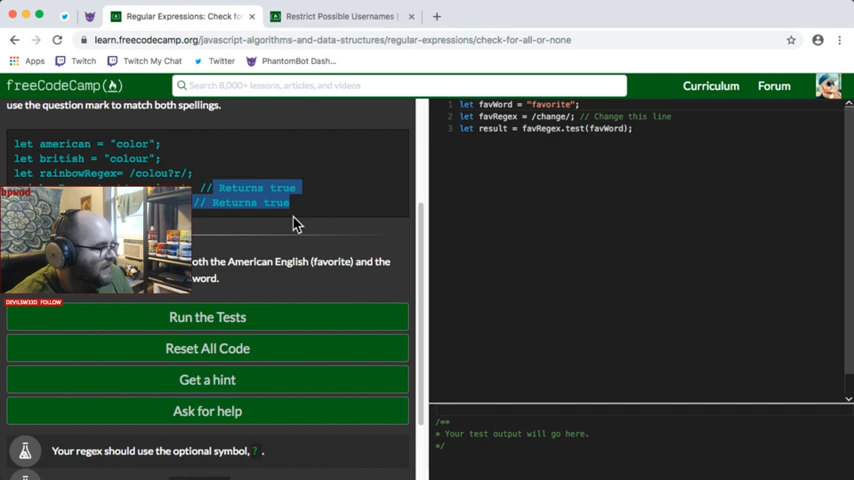 Regular Expressions: Check fo
Restrict Possible Usernames |
learn.freecodecamp.org/javascript-algorithms-and-data-structures/regular-expressions/check-for-all-or-none
Apps Twitch Twitch My Chat Twitter PhantomBot Dash...
freeCodeCamp
Search 8,000+ lessons, articles, and videos
Curriculum Forum
use the question mark to match both spellings.
let american = "color";
let british = "colour";
let rainbowRegex= /colou?r/;
// Returns true
// Returns true
oth the American English (favorite) and the
word.
DEVILSW33D FOLLOW
Run the Tests
Reset All Code
Get a hint
Ask for help
Your regex should use the optional symbol, ? .
1 let favWord = "favorite";
2 let favRegex = /change/; // Change this line
3 let result = favRegex.test(favWord);
/**
* Your test output will go here.
*/